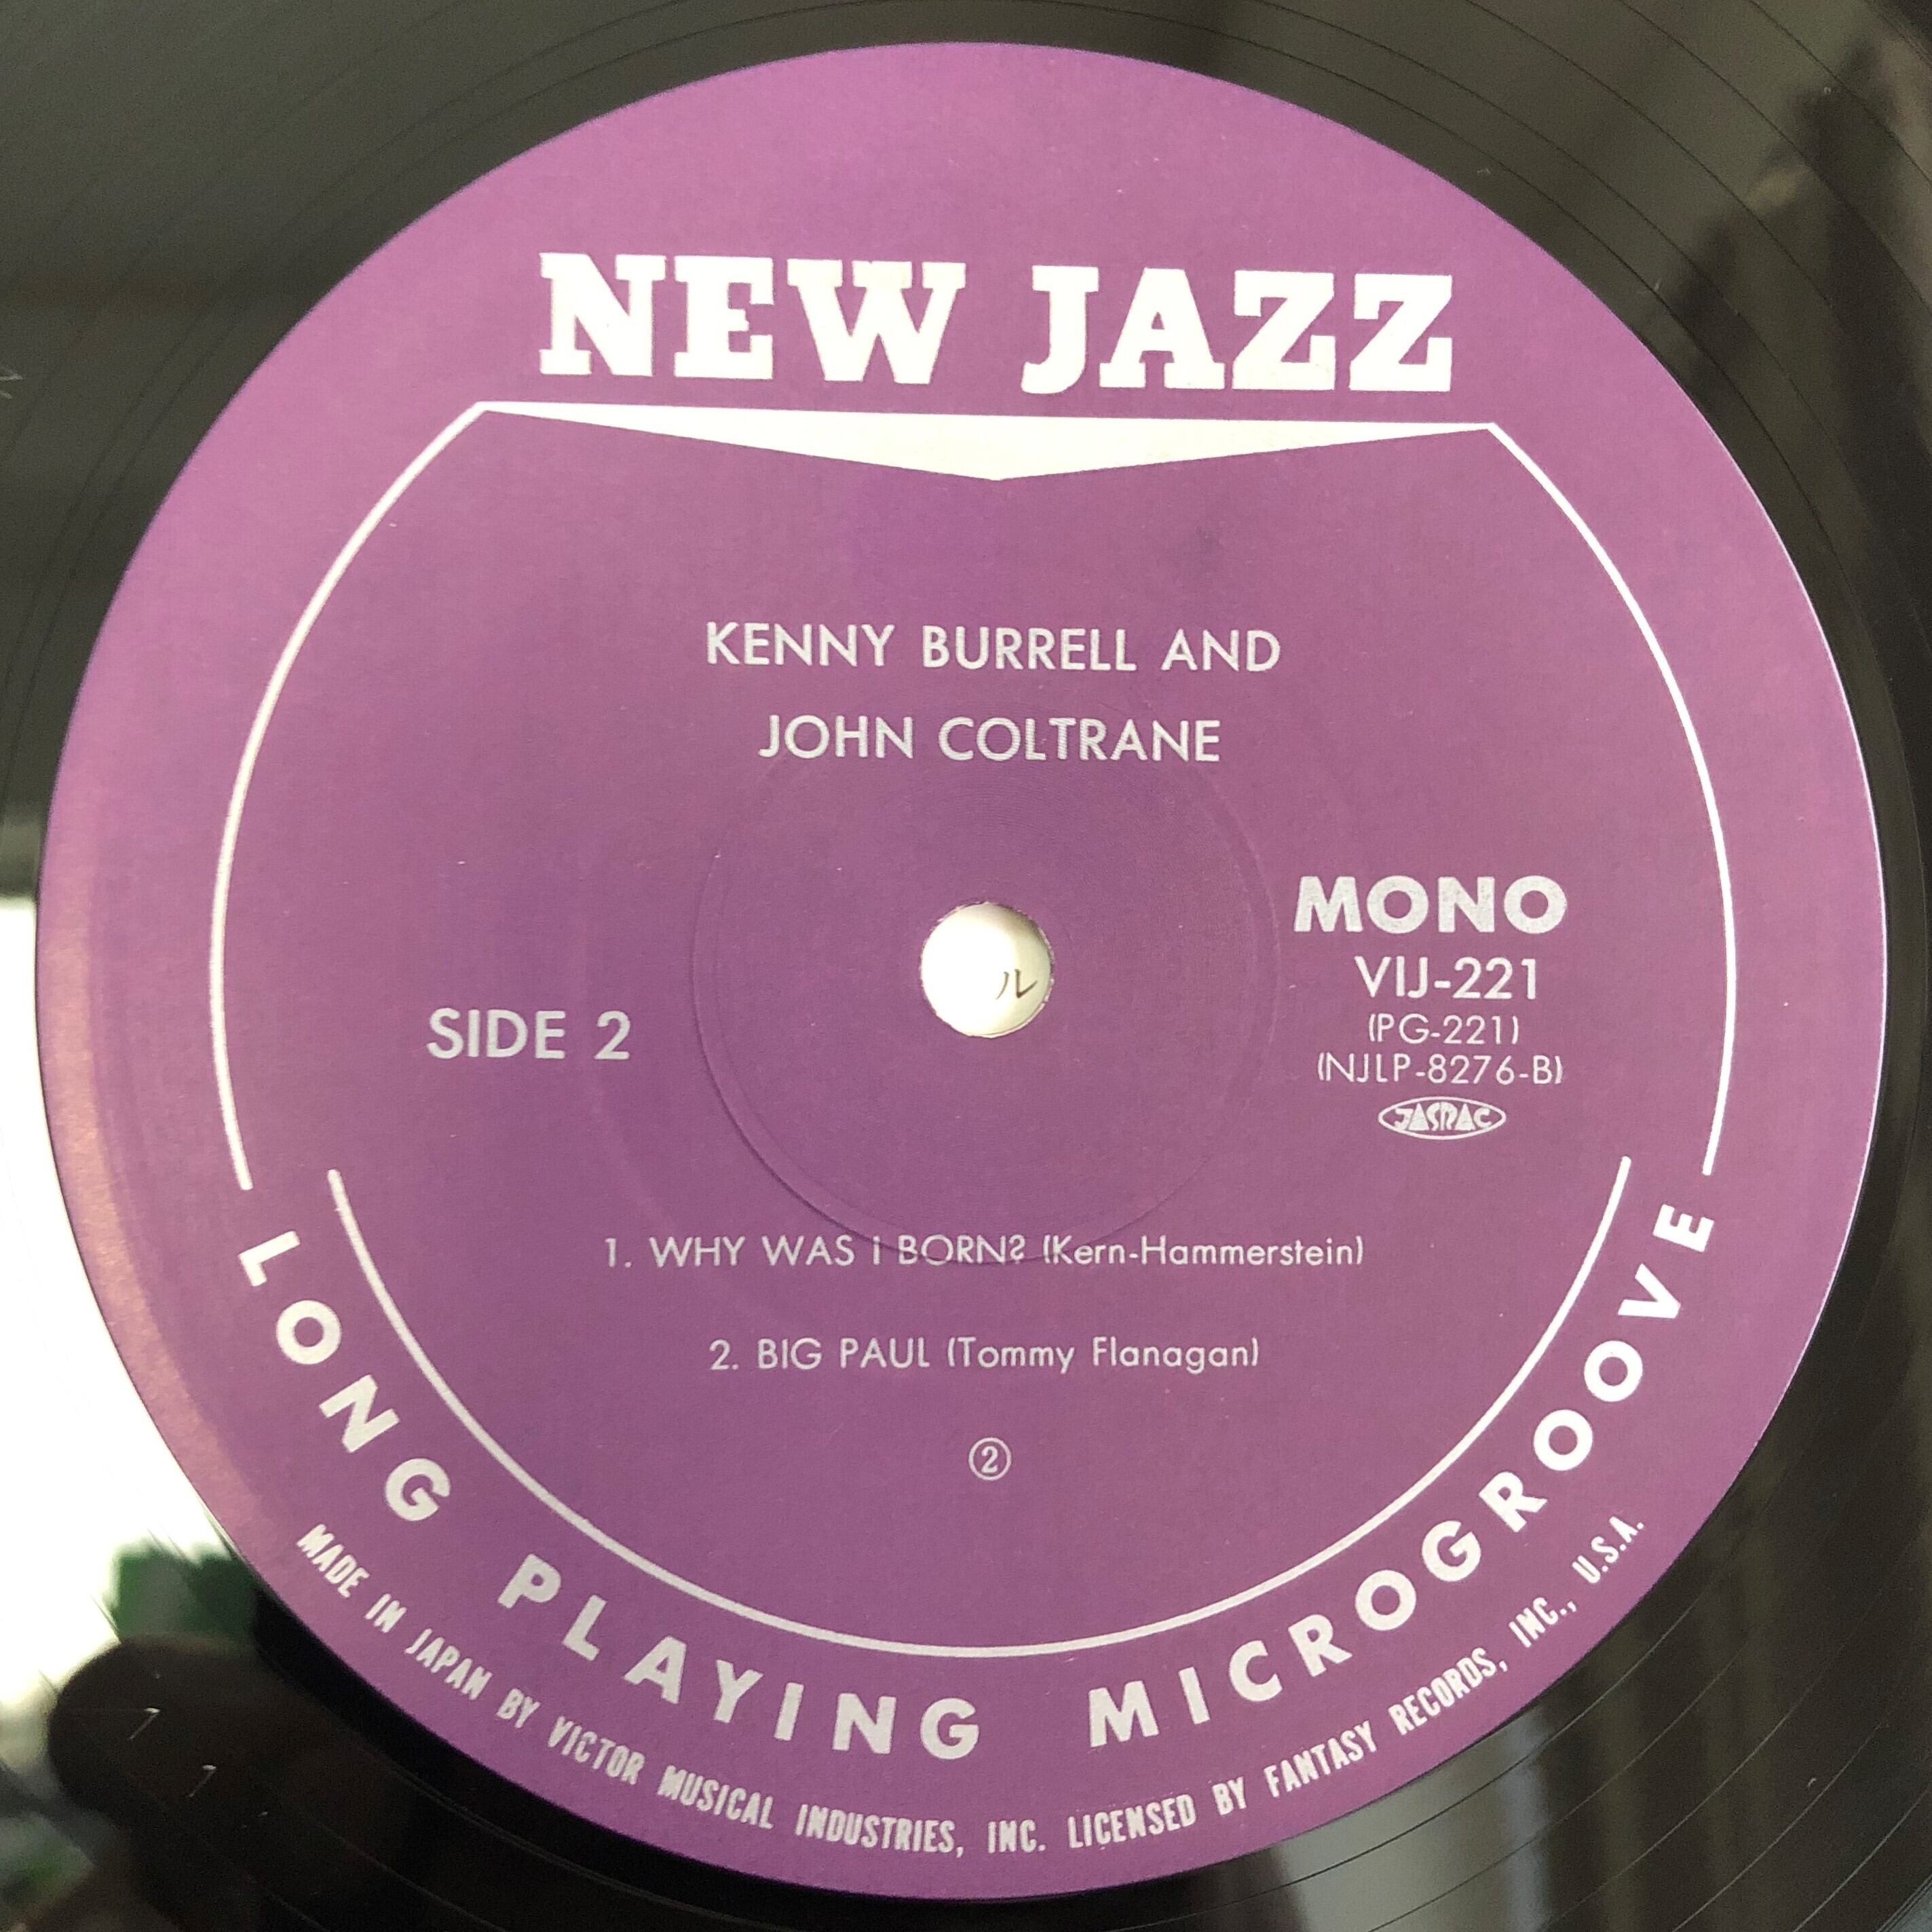 NEW JAZZ
KENNY BURRELL AND
JOHN COLTRANE
MONO
VIJ-221
(PG-221)
(NJLP-8276-B)
JASRAC
SIDE 2
ル
1. WHY WAS I BORN? (Kern-Hammerstein)
2. BIG PAUL (Tommy Flanagan)
②
LONG PLAYING MICROGROOVE
MADE IN JAPAN BY VICTOR MUSICAL INDUSTRIES, INC. LICENSED BY FANTASY RECORDS, INC., U.S.A.